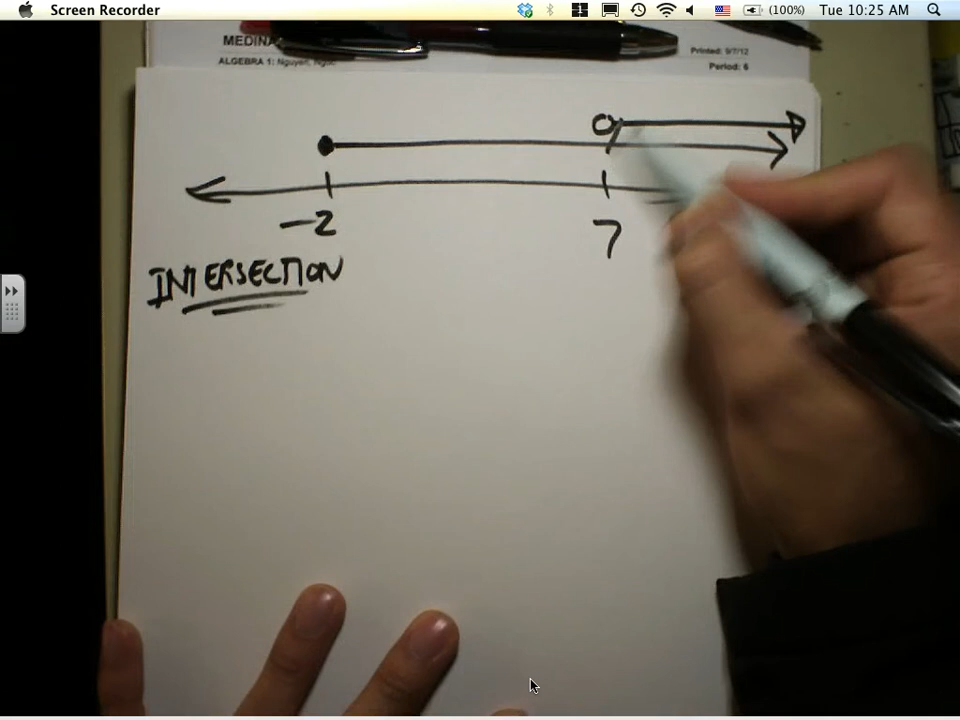 Screen Recorder
(100%)
Tue 10:25 AM
MEDINA
Printed: 9/7/12
ALGEBRA 1: Nguyen,
Period: 6
-2
7
INTERSECTION